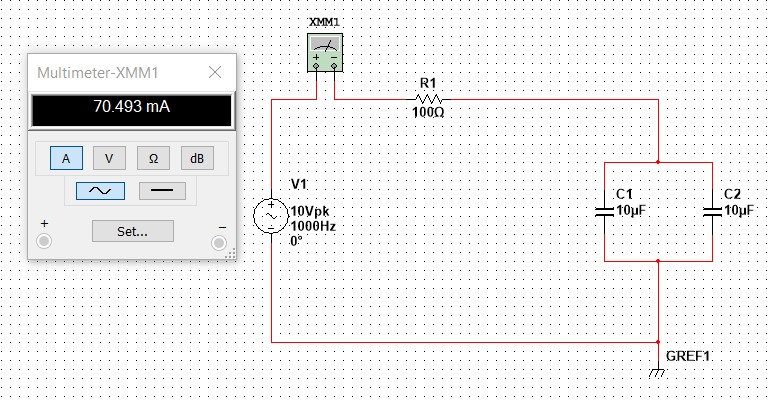 XMM1
Multimeter-XMM1
70.493 mA
A V Ω dB
+ Set... −
R1
100Ω
V1
10Vpk
1000Hz
0°
C1
10µF
C2
10µF
GREF1